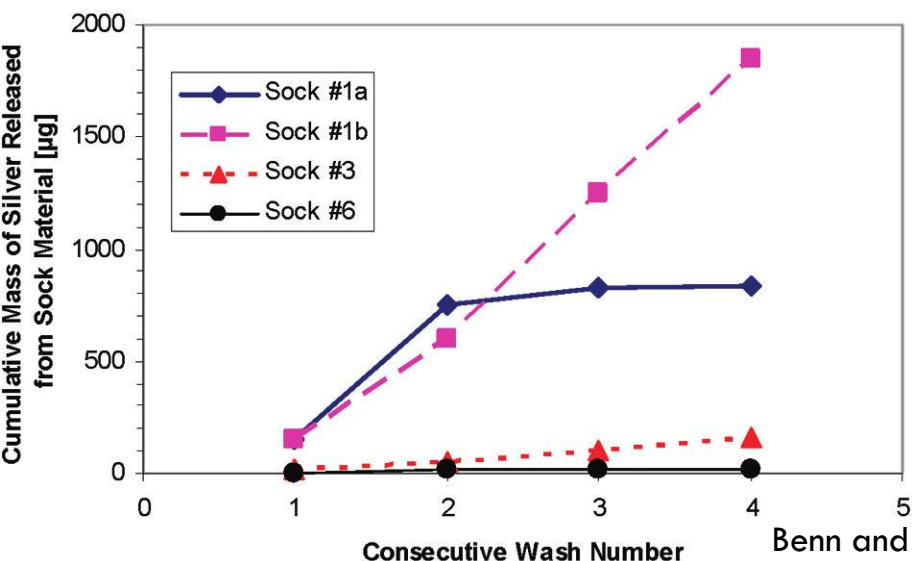 Cumulative Mass of Silver Released
from Sock Material [µg]
2000
1500
1000
500
0
Sock #1a
Sock #1b
Sock #3
Sock #6
0 1 2 3 4 5
Consecutive Wash Number
Benn and